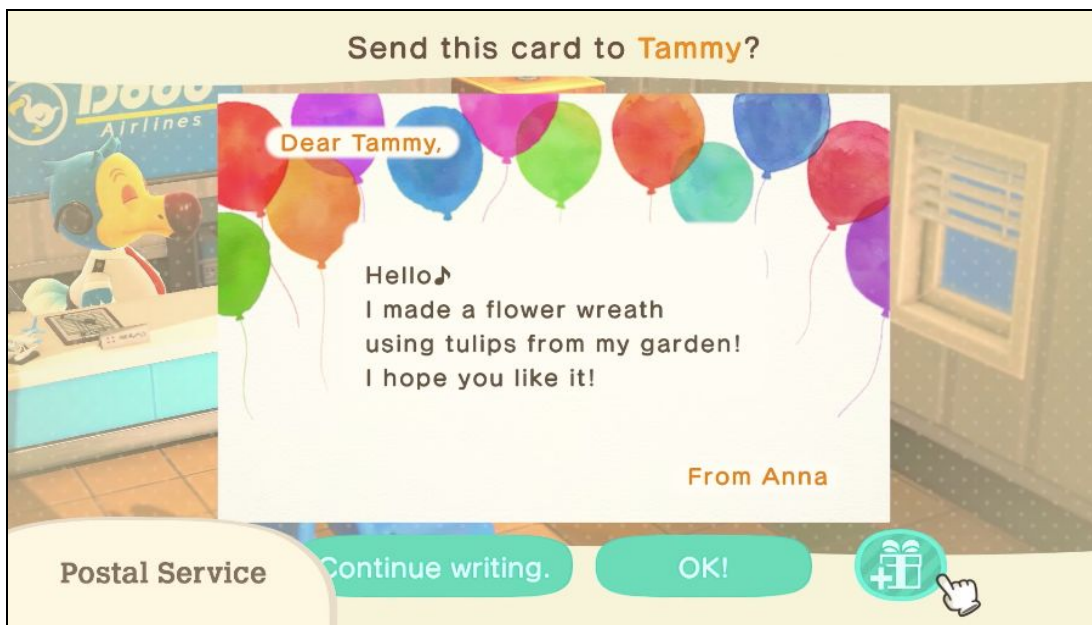 Send this card to Tammy?
Airlines
Dear Tammy,
Hello♪
I made a flower wreath
using tulips from my garden!
I hope you like it!
From Anna
Postal Service
Continue writing.
OK!